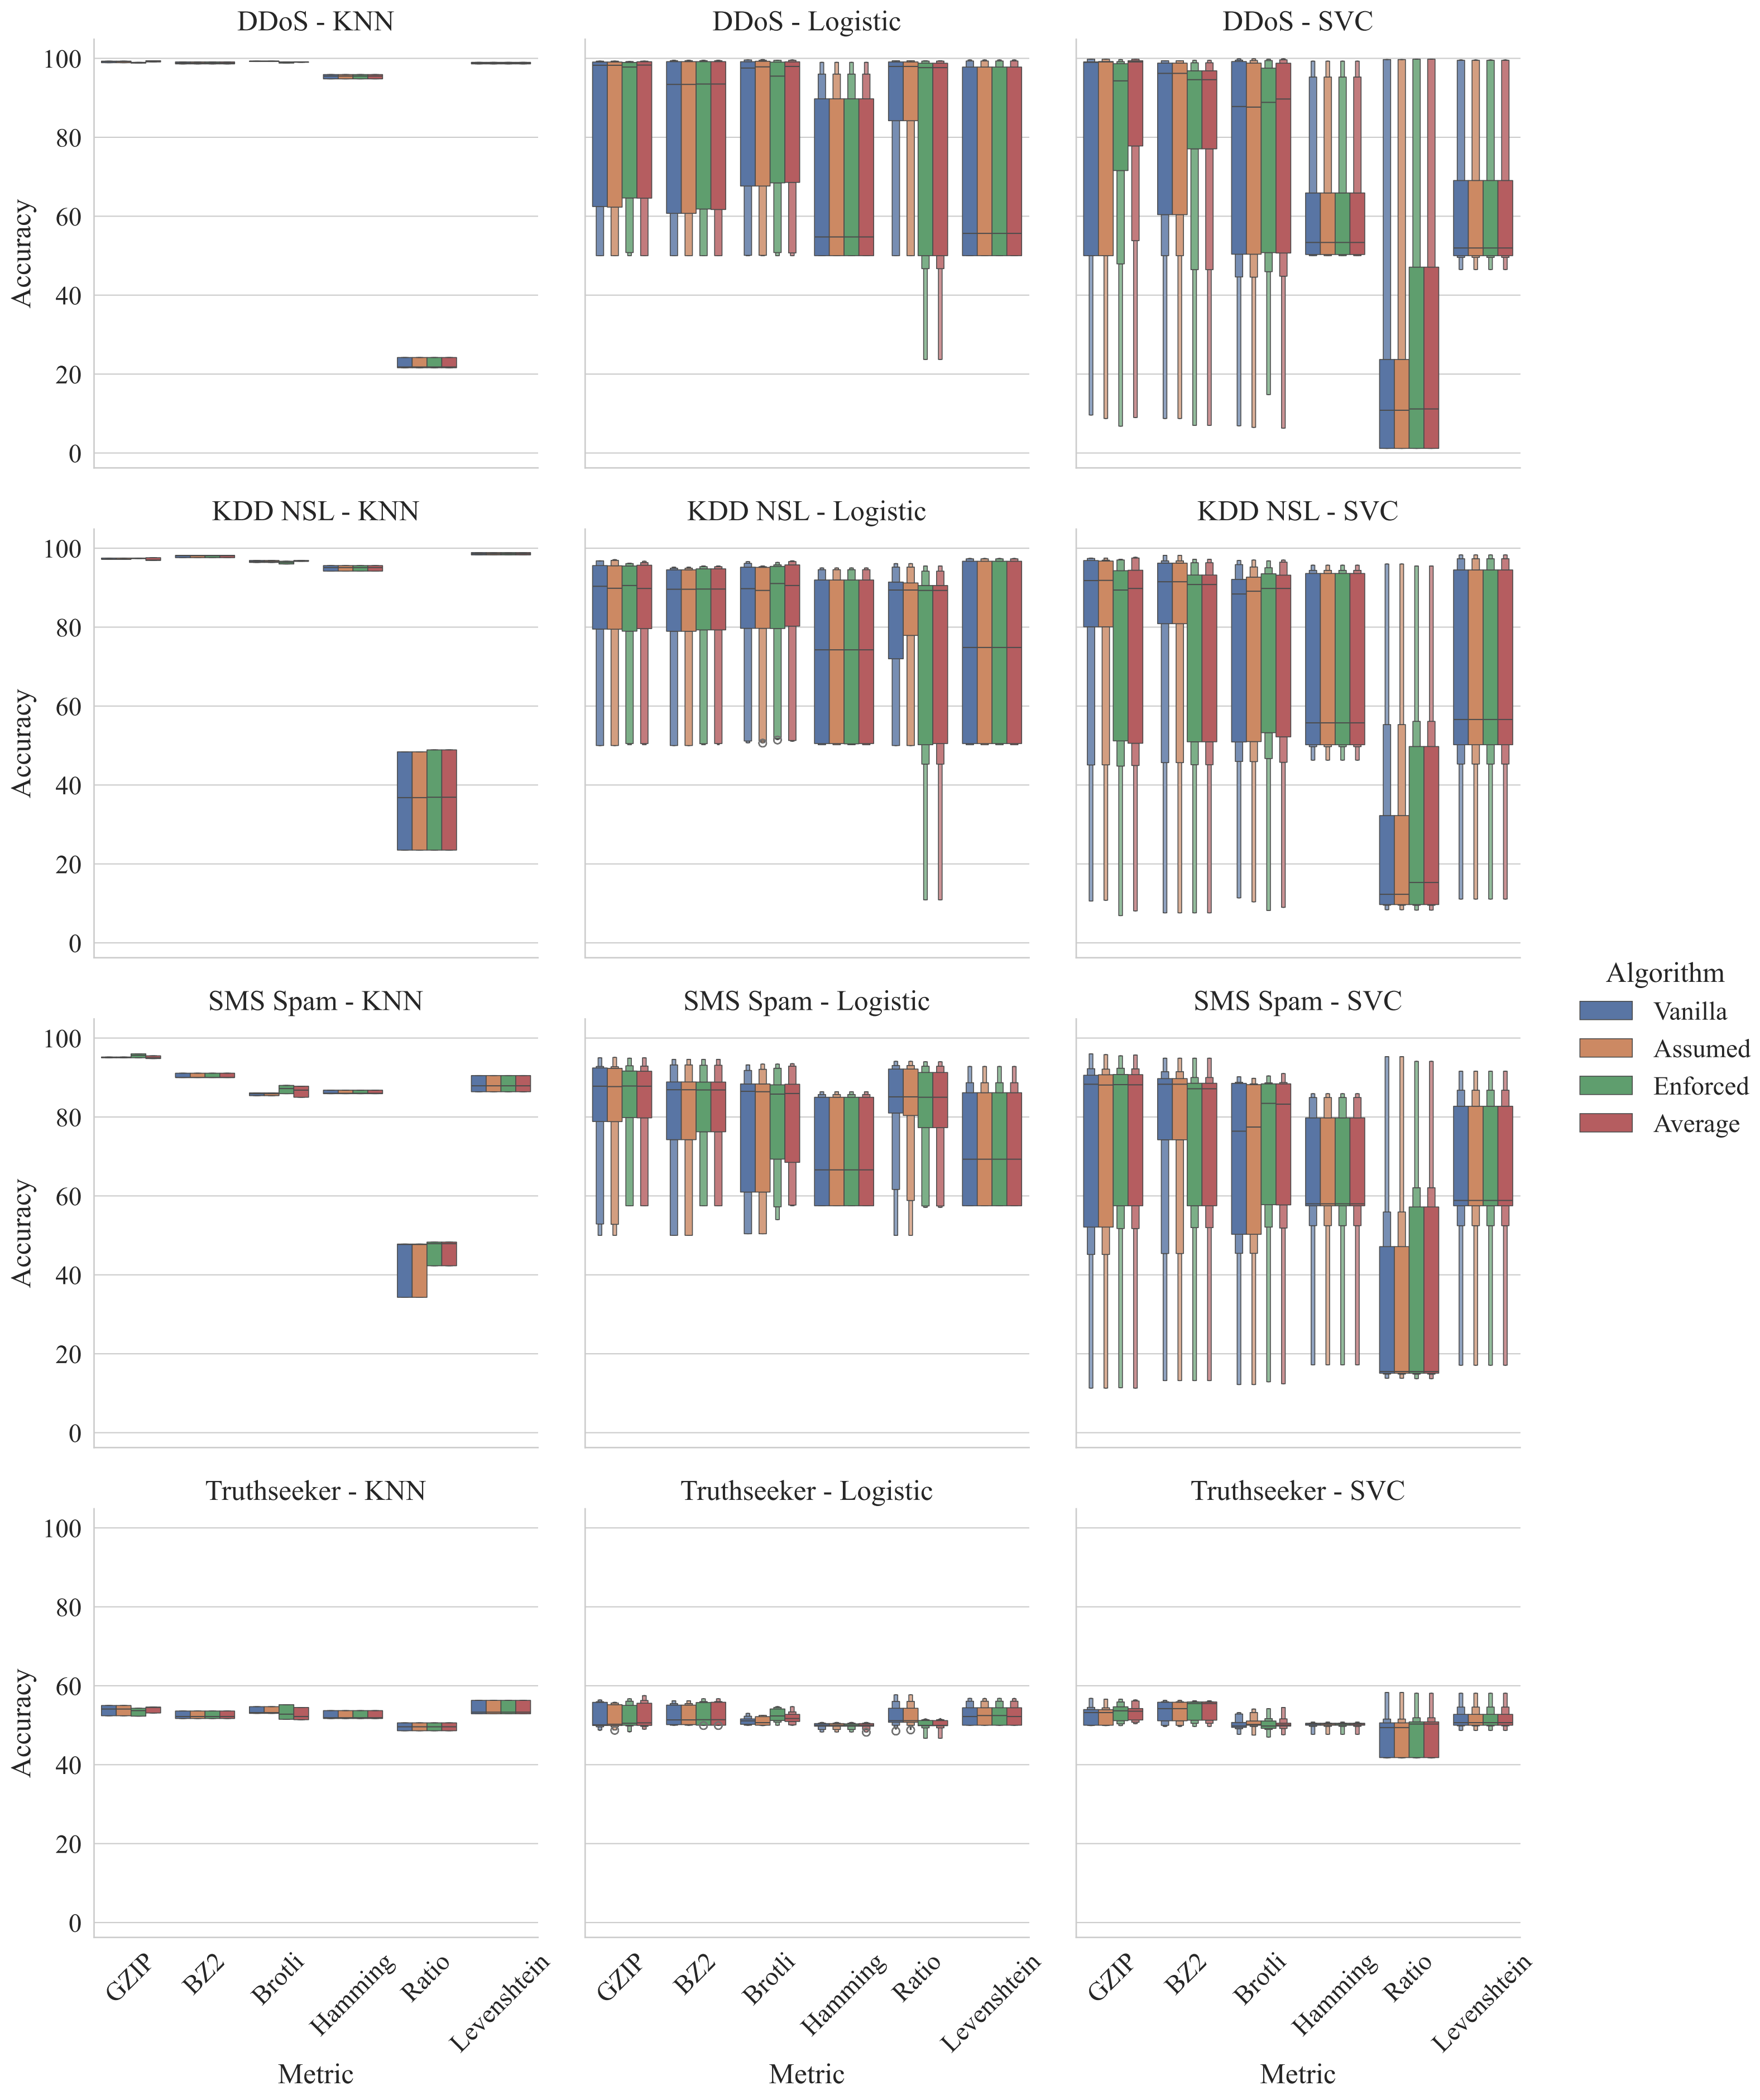 DDoS - KNN
DDoS - Logistic
DDoS - SVC
Accuracy
100
80
60
40
20
0
KDD NSL - KNN
KDD NSL - Logistic
KDD NSL - SVC
Accuracy
100
80
60
40
20
0
SMS Spam - KNN
SMS Spam - Logistic
SMS Spam - SVC
Accuracy
100
80
60
40
20
0
Algorithm
Vanilla
Assumed
Enforced
Average
Truthseeker - KNN
Truthseeker - Logistic
Truthseeker - SVC
Accuracy
100
80
60
40
20
0
GZIP
BZ2
Brotli
Hamming
Ratio
Levenshtein
Metric
GZIP
BZ2
Brotli
Hamming
Ratio
Levenshtein
Metric
GZIP
BZ2
Brotli
Hamming
Ratio
Levenshtein
Metric